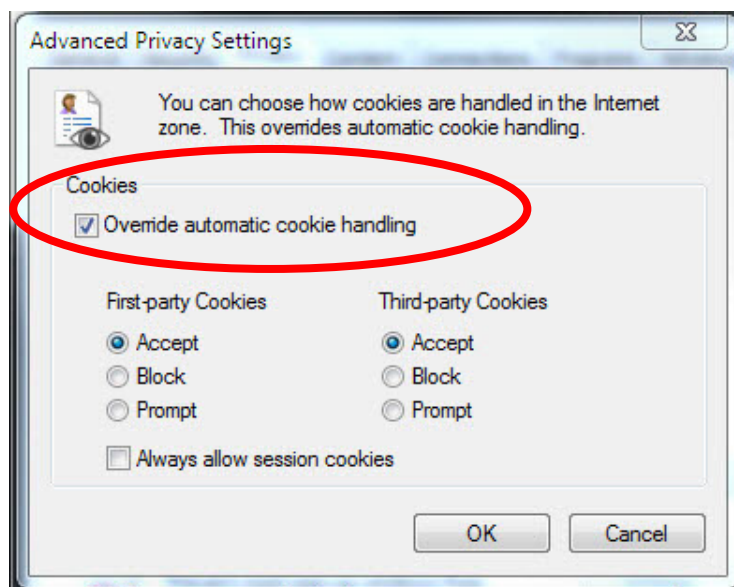 Advanced Privacy Settings
You can choose how cookies are handled in the Internet
zone. This overrides automatic cookie handling.
Cookies
Override automatic cookie handling
First-party Cookies
Third-party Cookies
Accept
Accept
Block
Block
Prompt
Prompt
Always allow session cookies
OK
Cancel